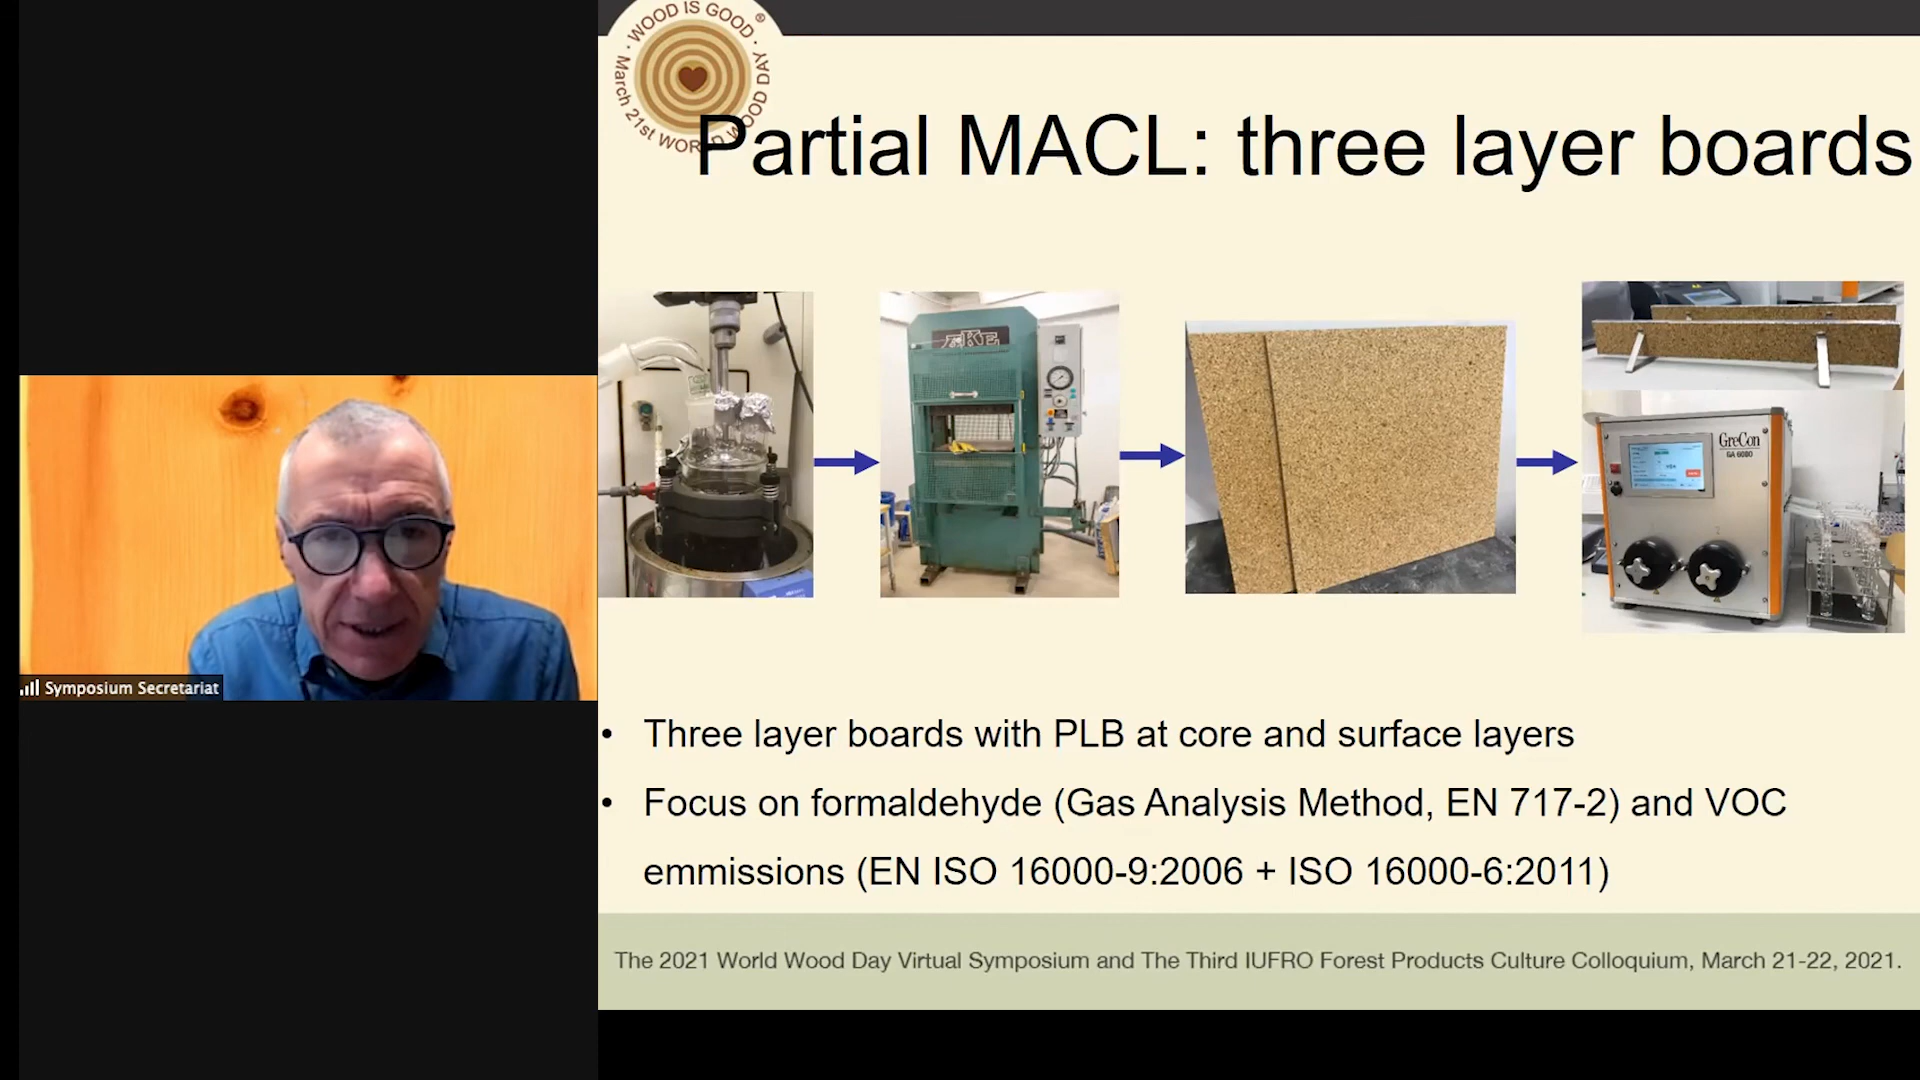 WOOD IS GOOD ®
March 21st WORLD WOOD DAY
Partial MACL: three layer boards
AKE
GreCon
GA 6000
Symposium Secretariat
• Three layer boards with PLB at core and surface layers
• Focus on formaldehyde (Gas Analysis Method, EN 717-2) and VOC
emmissions (EN ISO 16000-9:2006 + ISO 16000-6:2011)
The 2021 World Wood Day Virtual Symposium and The Third IUFRO Forest Products Culture Colloquium, March 21-22, 2021.